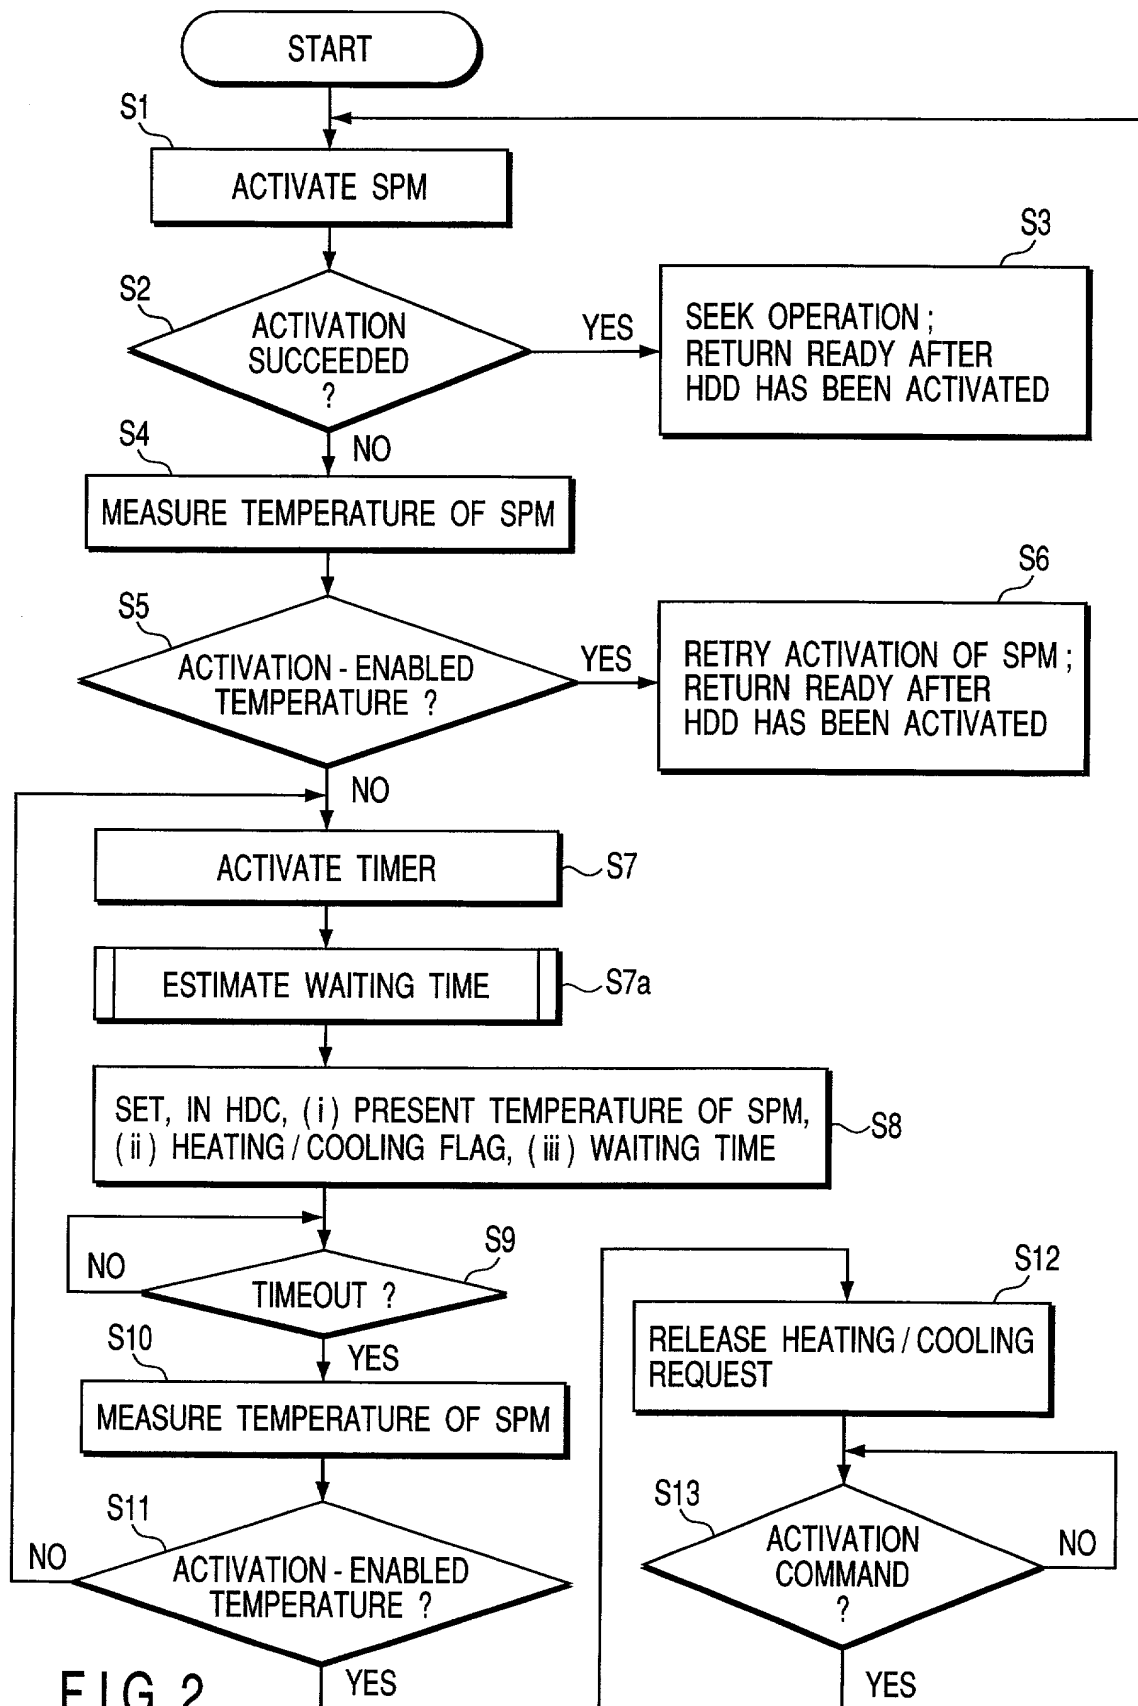 START
S1
ACTIVATE SPM
S2
ACTIVATION
SUCCEEDED
?
YES
S3
SEEK OPERATION ;
RETURN READY AFTER
HDD HAS BEEN ACTIVATED
NO
S4
MEASURE TEMPERATURE OF SPM
S5
ACTIVATION - ENABLED
TEMPERATURE ?
YES
S6
RETRY ACTIVATION OF SPM ;
RETURN READY AFTER
HDD HAS BEEN ACTIVATED
NO
ACTIVATE TIMER
S7
ESTIMATE WAITING TIME
S7a
SET, IN HDC, (i) PRESENT TEMPERATURE OF SPM,
(ii) HEATING / COOLING FLAG, (iii) WAITING TIME
S8
S9
TIMEOUT ?
NO
YES
S10
MEASURE TEMPERATURE OF SPM
S11
ACTIVATION - ENABLED
TEMPERATURE ?
NO
YES
S12
RELEASE HEATING / COOLING
REQUEST
S13
ACTIVATION
COMMAND
?
NO
YES
FIG. 2